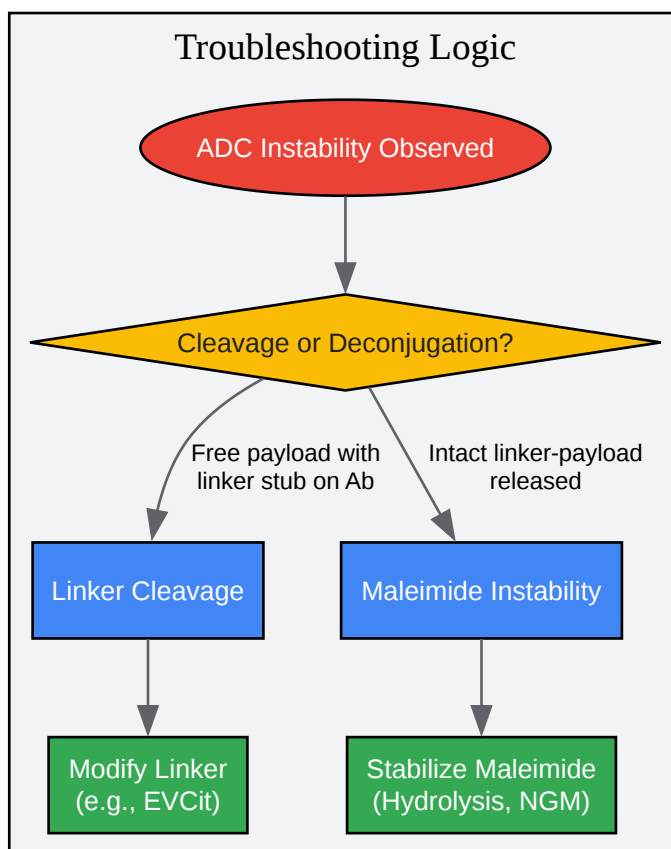 Troubleshooting Logic
ADC Instability Observed
Cleavage or Deconjugation?
Free payload with
linker stub on Ab
Intact linker-payload
released
Linker Cleavage
Maleimide Instability
Modify Linker
(e.g., EVCit)
Stabilize Maleimide
(Hydrolysis, NGM)